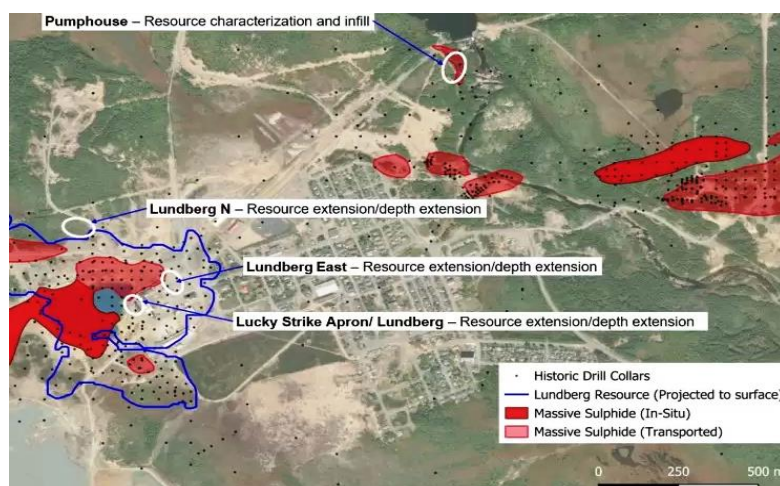 Pumphouse – Resource characterization and infill
Lundberg N – Resource extension/depth extension
Lundberg East – Resource extension/depth extension
Lucky Strike Apron/ Lundberg – Resource extension/depth extension
Historic Drill Collars
Lundberg Resource (Projected to surface)
Massive Sulphide (In-Situ)
Massive Sulphide (Transported)
0 250 500 m